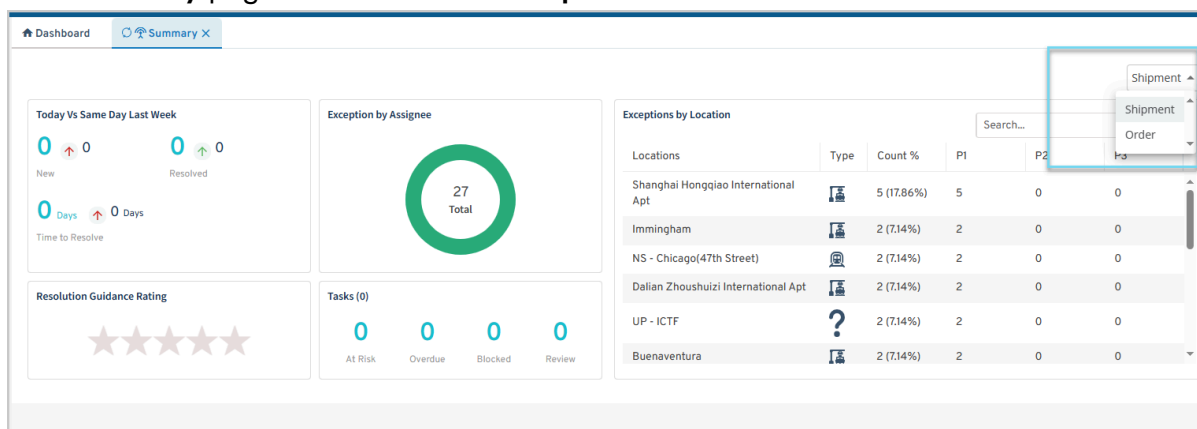 Dashboard
Summary ×
Shipment
Shipment
Order
Today Vs Same Day Last Week
0 0
New
0 0
Resolved
0 Days 0 Days
Time to Resolve
Exception by Assignee
27
Total
Exceptions by Location
Search...
Locations Type Count % P1 P2 P3
Shanghai Hongqiao International
Apt 5 (17.86%) 5 0 0
Immingham 2 (7.14%) 2 0 0
NS - Chicago(47th Street) 2 (7.14%) 2 0 0
Dalian Zhoushuizi International Apt 2 (7.14%) 2 0 0
UP - ICTF ? 2 (7.14%) 2 0 0
Buenaventura 2 (7.14%) 2 0 0
Resolution Guidance Rating
Tasks (0)
0 0 0 0
At Risk Overdue Blocked Review